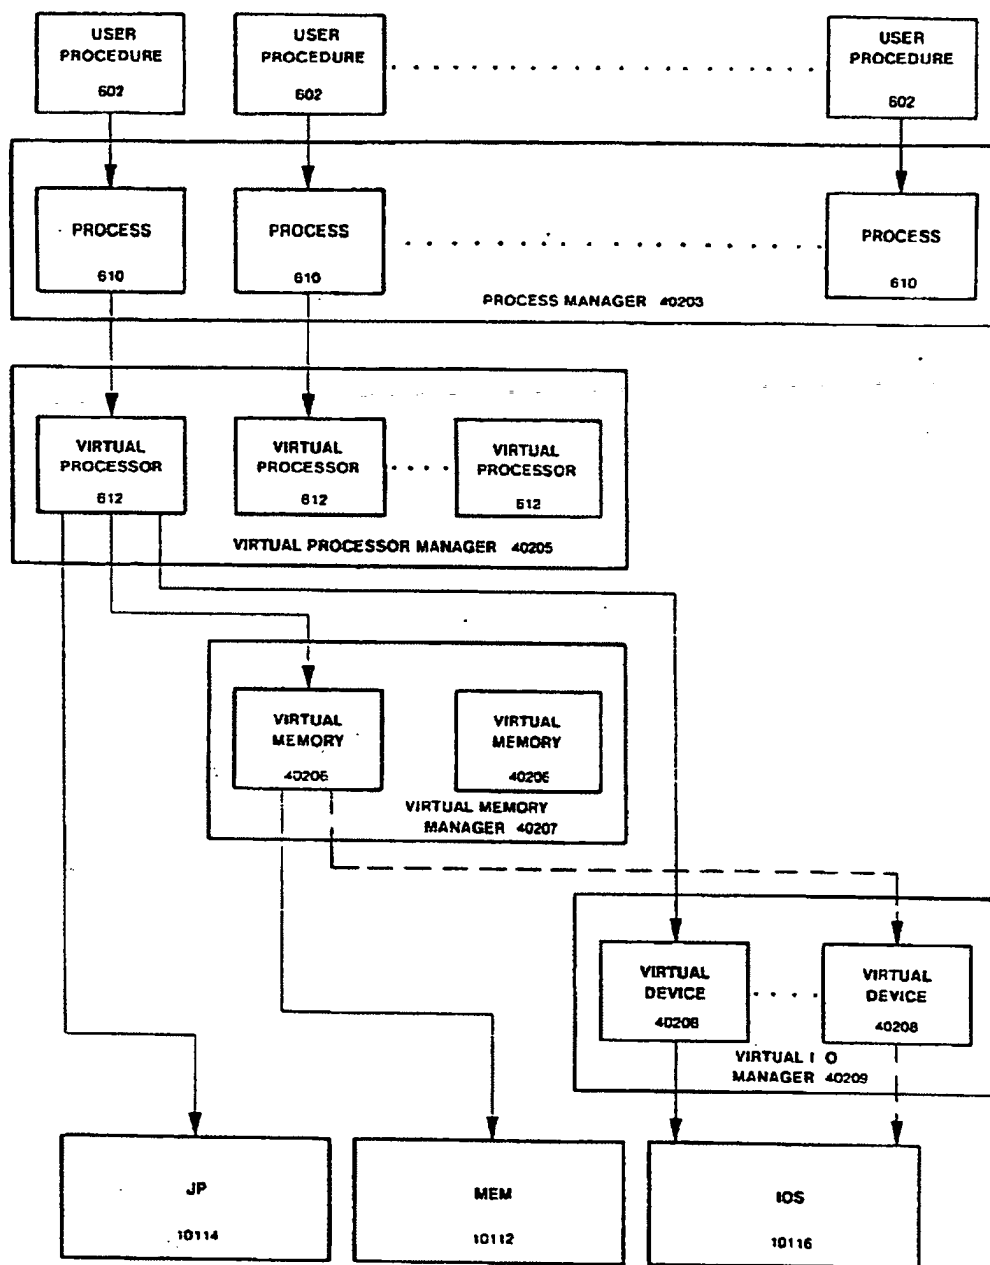 USER
PROCEDURE
602
USER
PROCEDURE
602
USER
PROCEDURE
602
PROCESS
610
PROCESS
610
PROCESS
610
PROCESS MANAGER 40203
VIRTUAL
PROCESSOR
612
VIRTUAL
PROCESSOR
612
VIRTUAL
PROCESSOR
612
VIRTUAL PROCESSOR MANAGER 40205
VIRTUAL
MEMORY
40206
VIRTUAL
MEMORY
40206
VIRTUAL MEMORY
MANAGER 40207
VIRTUAL
DEVICE
40208
VIRTUAL
DEVICE
40208
VIRTUAL I O
MANAGER 40209
JP
10114
MEM
10112
IOS
10116